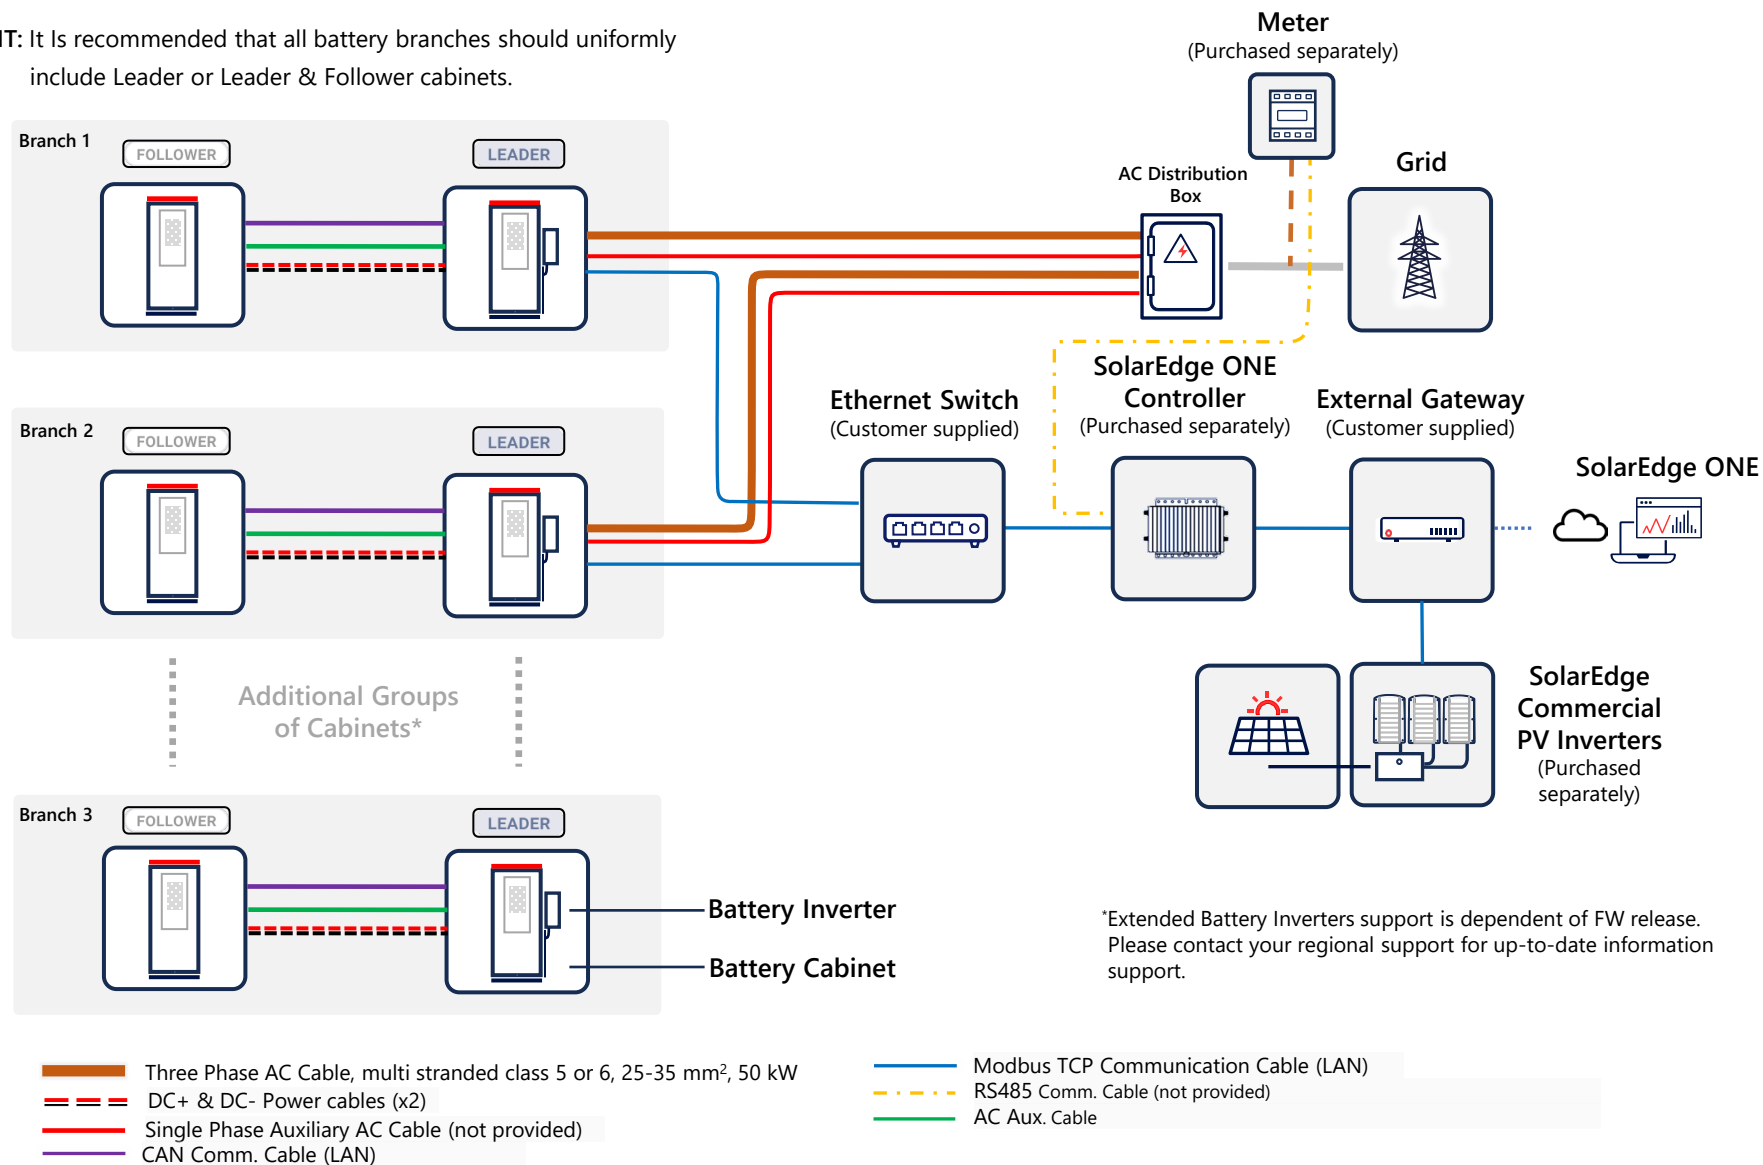 IT: It Is recommended that all battery branches should uniformly
include Leader or Leader & Follower cabinets.
Meter
(Purchased separately)
Branch 1
FOLLOWER
LEADER
AC Distribution
Box
Grid
Branch 2
FOLLOWER
LEADER
Ethernet Switch
(Customer supplied)
SolarEdge ONE
Controller
(Purchased separately)
External Gateway
(Customer supplied)
SolarEdge ONE
Additional Groups
of Cabinets*
SolarEdge
Commercial
PV Inverters
(Purchased
separately)
Branch 3
FOLLOWER
LEADER
Battery Inverter
Battery Cabinet
*Extended Battery Inverters support is dependent of FW release.
Please contact your regional support for up-to-date information
support.
Three Phase AC Cable, multi stranded class 5 or 6, 25-35 mm², 50 kW
DC+ & DC- Power cables (x2)
Single Phase Auxiliary AC Cable (not provided)
CAN Comm. Cable (LAN)
Modbus TCP Communication Cable (LAN)
RS485 Comm. Cable (not provided)
AC Aux. Cable